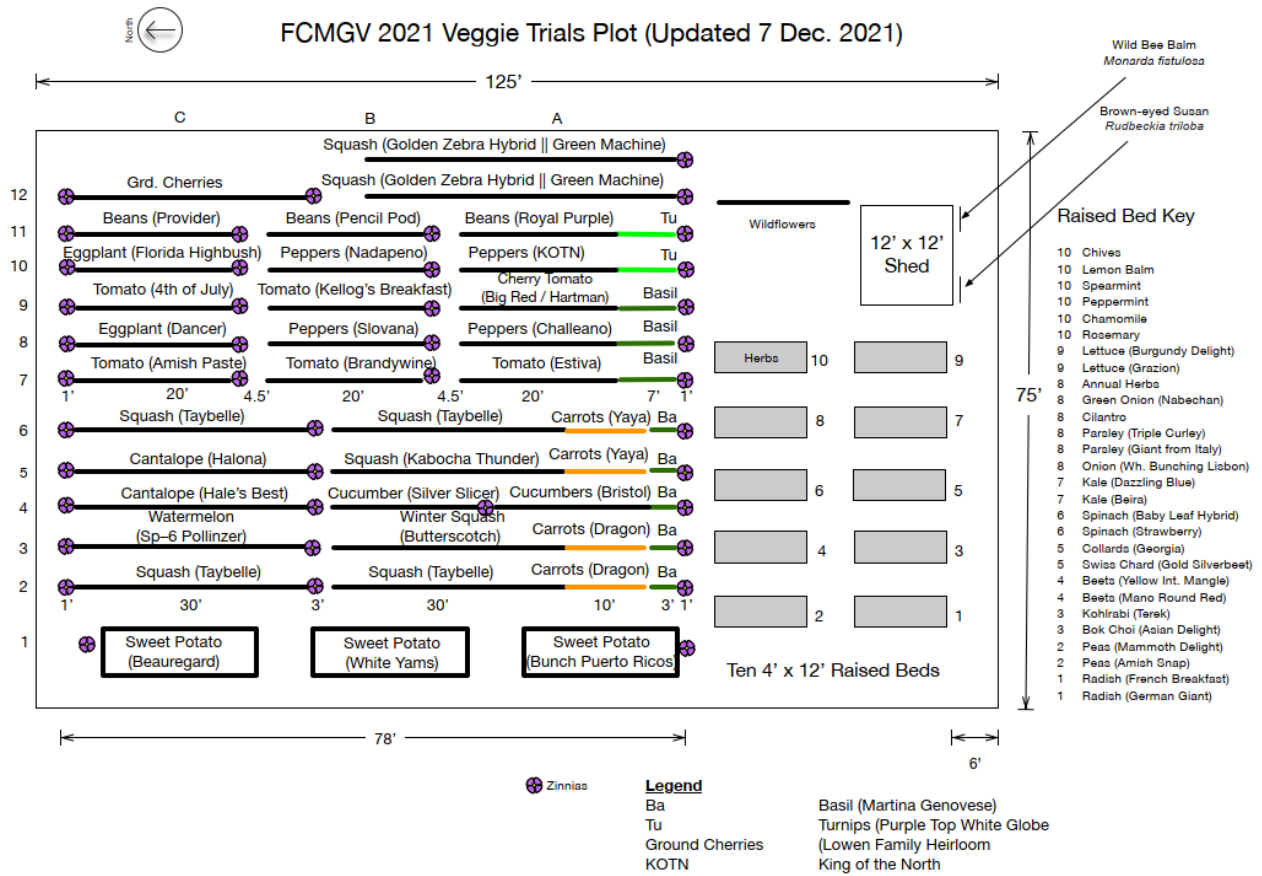 North
FCMGV 2021 Veggie Trials Plot (Updated 7 Dec. 2021)
Wild Bee Balm
Monarda fistulosa
125’
Brown-eyed Susan
Rudbeckia triloba
C B A
Squash (Golden Zebra Hybrid || Green Machine)
12 Grd. Cherries Squash (Golden Zebra Hybrid || Green Machine)
11 Beans (Provider) Beans (Pencil Pod) Beans (Royal Purple) Tu
10 Eggplant (Florida Highbush) Peppers (Nadapeno) Peppers (KOTN) Tu
9 Tomato (4th of July) Tomato (Kellog’s Breakfast) Cherry Tomato
(Big Red / Hartman) Basil
8 Eggplant (Dancer) Peppers (Slovana) Peppers (Challeano) Basil
7 Tomato (Amish Paste) Tomato (Brandywine) Tomato (Estiva) Basil
1’ 20’ 4.5’ 20’ 4.5’ 20’ 7’ 1’
6 Squash (Taybelle) Squash (Taybelle) Carrots (Yaya) Ba
5 Cantalope (Halona) Squash (Kabocha Thunder) Carrots (Yaya) Ba
4 Cantalope (Hale’s Best) Cucumber (Silver Slicer) Cucumbers (Bristol) Ba
3 Watermelon
(Sp–6 Pollinzer)
Winter Squash
(Butterscotch)
Carrots (Dragon) Ba
2 Squash (Taybelle) Squash (Taybelle) Carrots (Dragon) Ba
1’ 30’ 3’ 30’ 10’ 3’ 1’
1
Sweet Potato
(Beauregard)
Sweet Potato
(White Yams)
Sweet Potato
(Bunch Puerto Ricos)
Wildflowers
12’ x 12’
Shed
Herbs 10 9
8 7
6 5
4 3
2 1
Ten 4’ x 12’ Raised Beds
75’
Raised Bed Key
10 Chives
10 Lemon Balm
10 Spearmint
10 Peppermint
10 Chamomile
10 Rosemary
9 Lettuce (Burgundy Delight)
9 Lettuce (Grazion)
8 Annual Herbs
8 Green Onion (Nabechan)
8 Cilantro
8 Parsley (Triple Curley)
8 Parsley (Giant from Italy)
8 Onion (Wh. Bunching Lisbon)
7 Kale (Dazzling Blue)
7 Kale (Beira)
6 Spinach (Baby Leaf Hybrid)
6 Spinach (Strawberry)
5 Collards (Georgia)
5 Swiss Chard (Gold Silverbeet)
4 Beets (Yellow Int. Mangle)
4 Beets (Mano Round Red)
3 Kohlrabi (Terek)
3 Bok Choi (Asian Delight)
2 Peas (Mammoth Delight)
2 Peas (Amish Snap)
1 Radish (French Breakfast)
1 Radish (German Giant)
78’
6’
Zinnias
Legend
Ba Basil (Martina Genovese)
Tu Turnips (Purple Top White Globe
Ground Cherries (Lowen Family Heirloom
KOTN King of the North